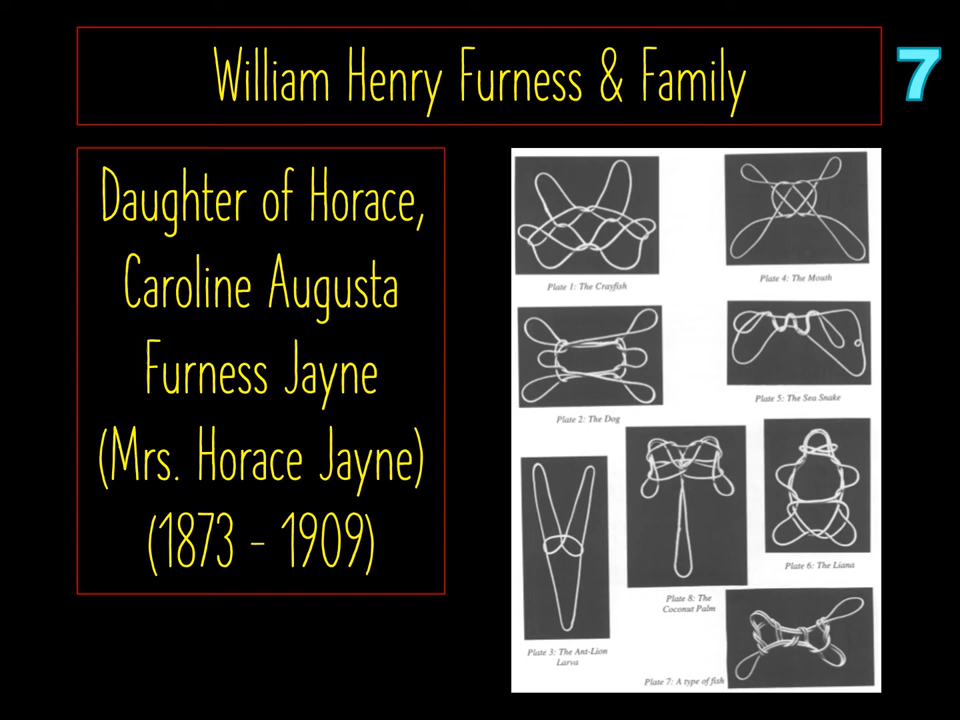 William Henry Furness & Family
7
Daughter of Horace,
Caroline Augusta
Furness Jayne
(Mrs. Horace Jayne)
(1873 - 1909)
Plate 1: The Crayfish
Plate 4: The Mouth
Plate 2: The Dog
Plate 5: The Sea Snake
Plate 3: The Ant-Lion
Larva
Plate 8: The
Coconut Palm
Plate 6: The Liana
Plate 7: A type of fish